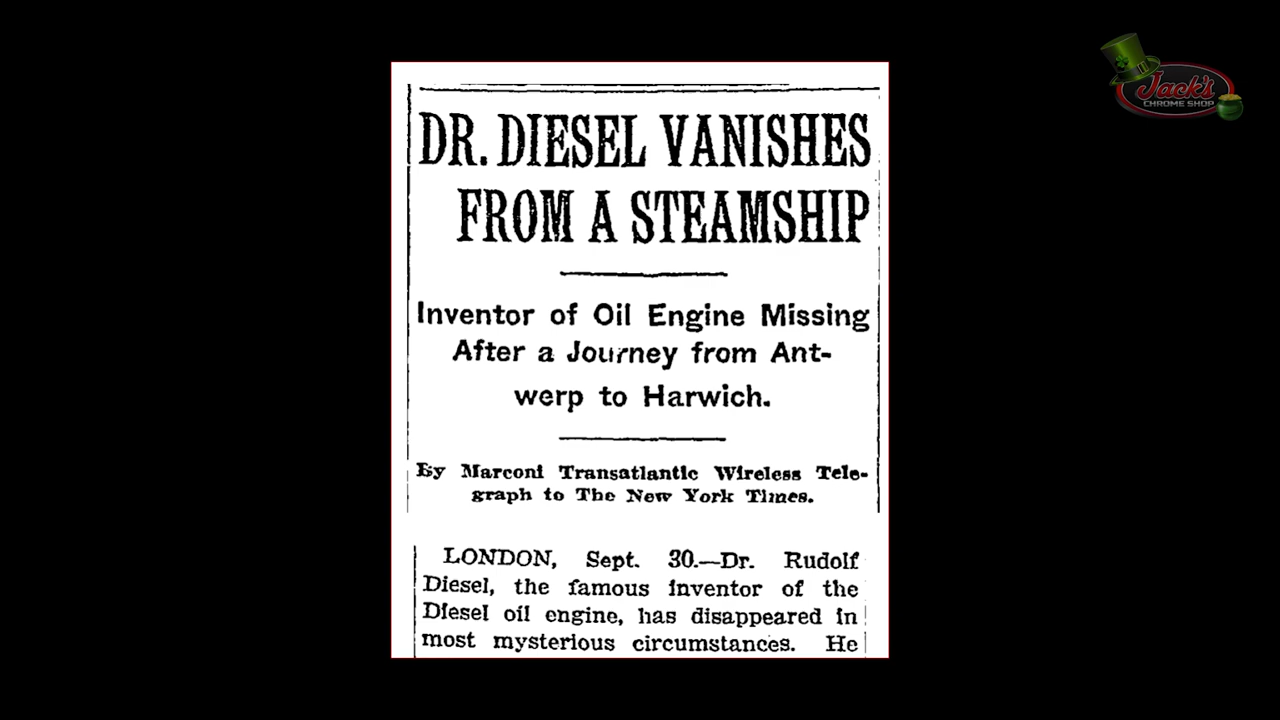 DR. DIESEL VANISHES
FROM A STEAMSHIP
Inventor of Oil Engine Missing
After a Journey from Ant-
werp to Harwich.
By Marconi Transatlantic Wireless Tele-
graph to The New York Times.
LONDON, Sept. 30.—Dr. Rudolf
Diesel, the famous inventor of the
Diesel oil engine, has disappeared in
most mysterious circumstances. He
Jack's
CHROME SHOP